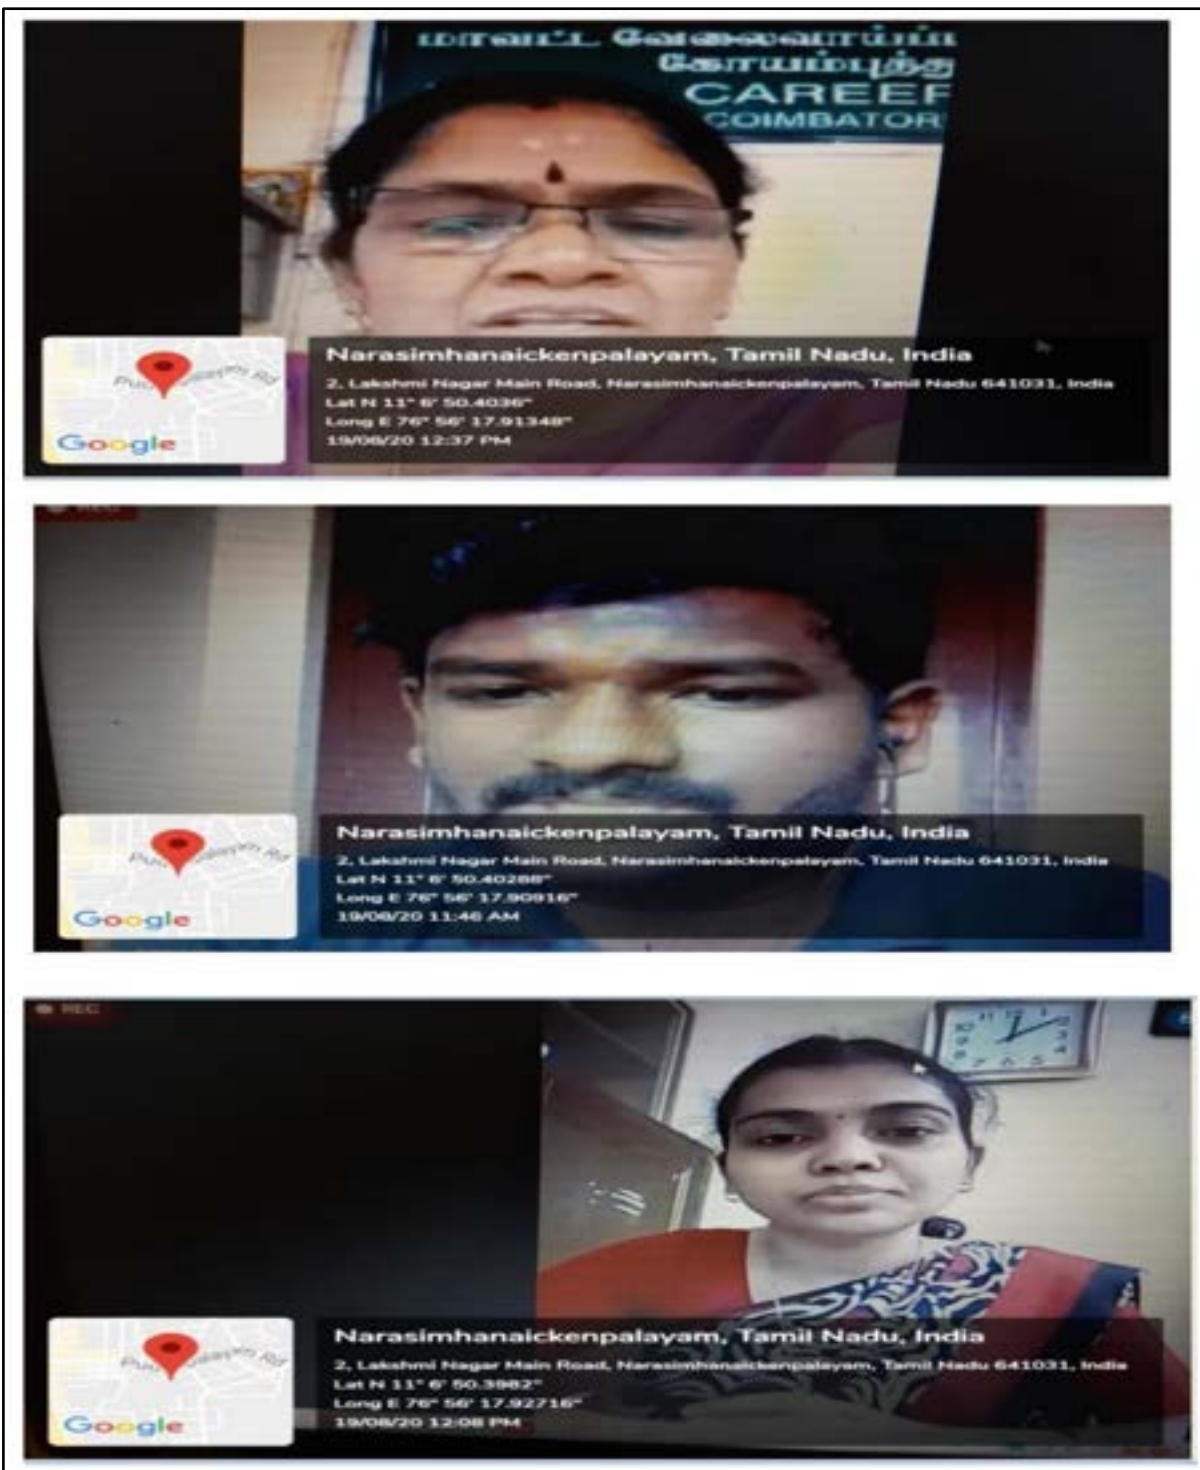 மாவட்ட வேலைவாய்ப்ப
கோயம்புத்து
CAREER
COIMBATOR
Narasimhanaickenpalayam, Tamil Nadu, India
2, Lakshmi Nagar Main Road, Narasimhanaickenpalayam, Tamil Nadu 641031, India
Lat N 11° 6' 50.4036"
Long E 76° 56' 17.91348"
19/08/20 12:37 PM
Google
REC
Narasimhanaickenpalayam, Tamil Nadu, India
2, Lakshmi Nagar Main Road, Narasimhanaickenpalayam, Tamil Nadu 641031, India
Lat N 11° 6' 50.40288"
Long E 76° 56' 17.90916"
19/08/20 11:46 AM
Google
REC
Narasimhanaickenpalayam, Tamil Nadu, India
2, Lakshmi Nagar Main Road, Narasimhanaickenpalayam, Tamil Nadu 641031, India
Lat N 11° 6' 50.3982"
Long E 76° 56' 17.92716"
19/08/20 12:08 PM
Google